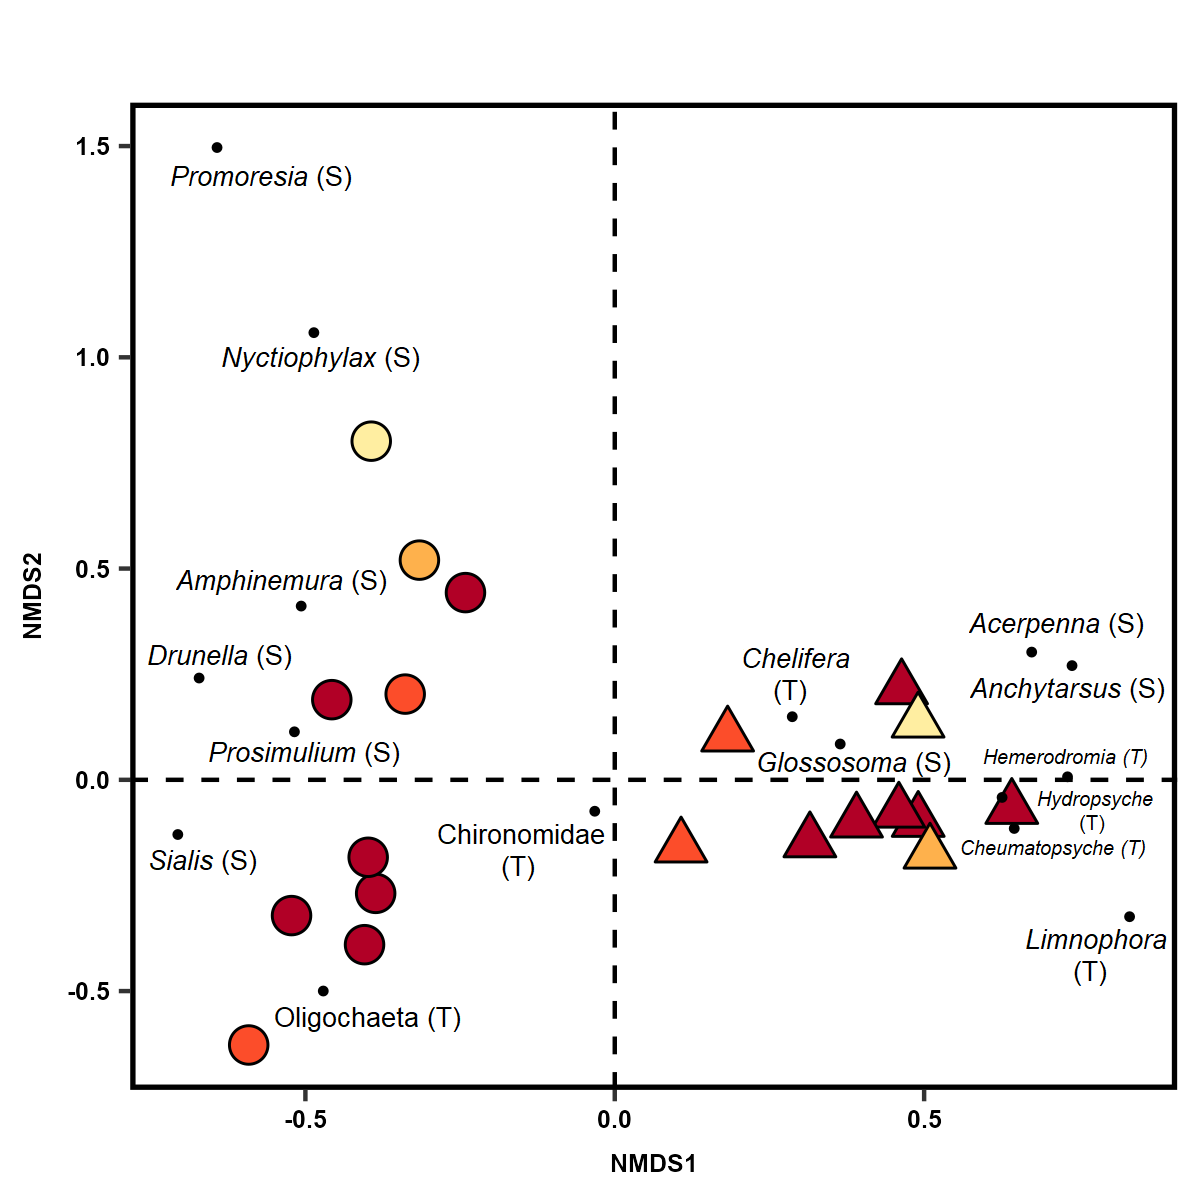 1.5
Promoresia (S)
1.0
Nyctiophylax (S)
0.5
Amphinemura (S)
NMDS2
Acerpenna (S)
Drunella (S)
Chelifera
(T)
Anchytarsus (S)
Prosimulium (S)
Glossosoma (S)
Hemerodromia (T)
0.0
Hydropsyche
(T)
Chironomidae
(T)
Cheumatopsyche (T)
Sialis (S)
Limnophora
(T)
-0.5
Oligochaeta (T)
-0.5
0.0
0.5
NMDS1